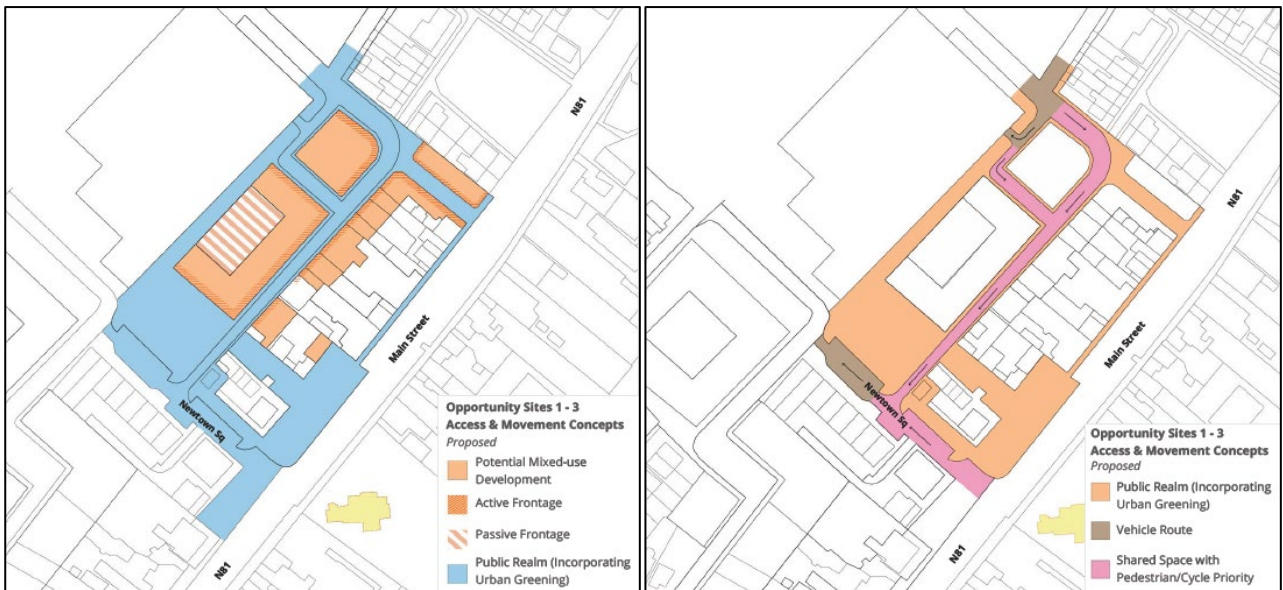 N81
Main Street
Newtown Sq
N81
Opportunity Sites 1 - 3
Access & Movement Concepts
Proposed
Potential Mixed-use
Development
Active Frontage
Passive Frontage
Public Realm (Incorporating
Urban Greening)
N81
Main Street
Newtown Sq
N81
Opportunity Sites 1 - 3
Access & Movement Concepts
Proposed
Public Realm (Incorporating
Urban Greening)
Vehicle Route
Shared Space with
Pedestrian/Cycle Priority